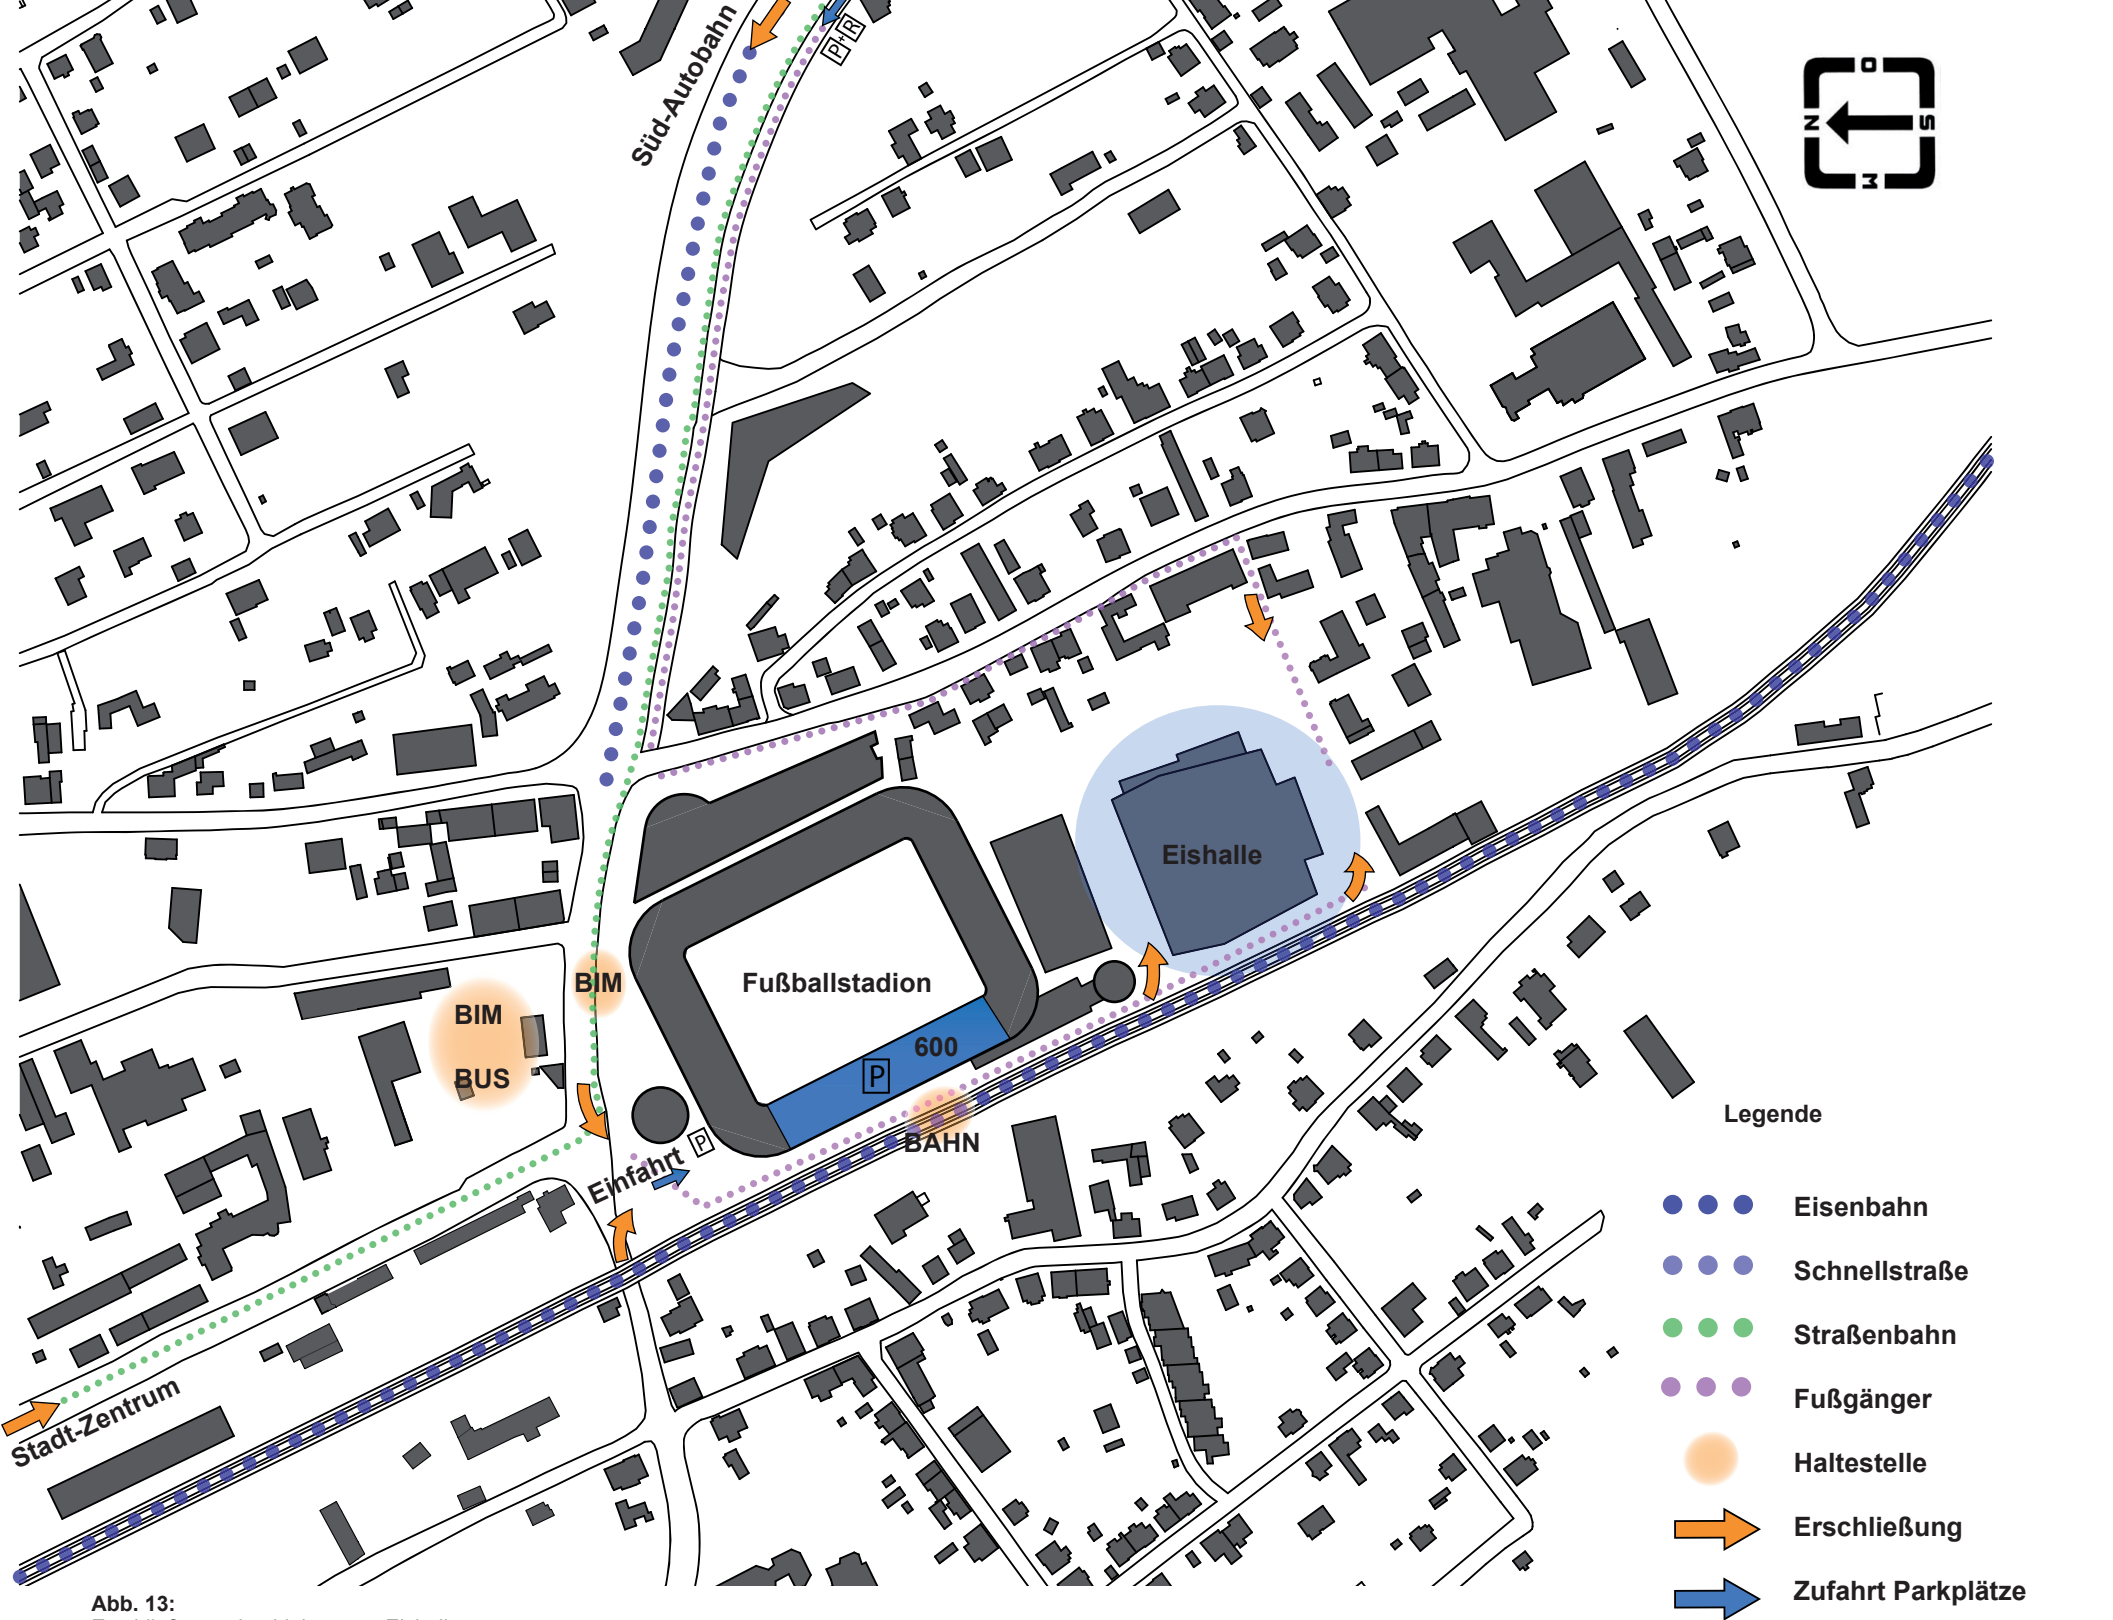 Süd-Autobahn
P+R
O
N
S
W
Eishalle
Fußballstadion
BIM
BIM
BUS
600
P
BAHN
P
Einfahrt
Stadt-Zentrum
Legende
Eisenbahn
Schnellstraße
Straßenbahn
Fußgänger
Haltestelle
Erschließung
Zufahrt Parkplätze
Abb. 13: